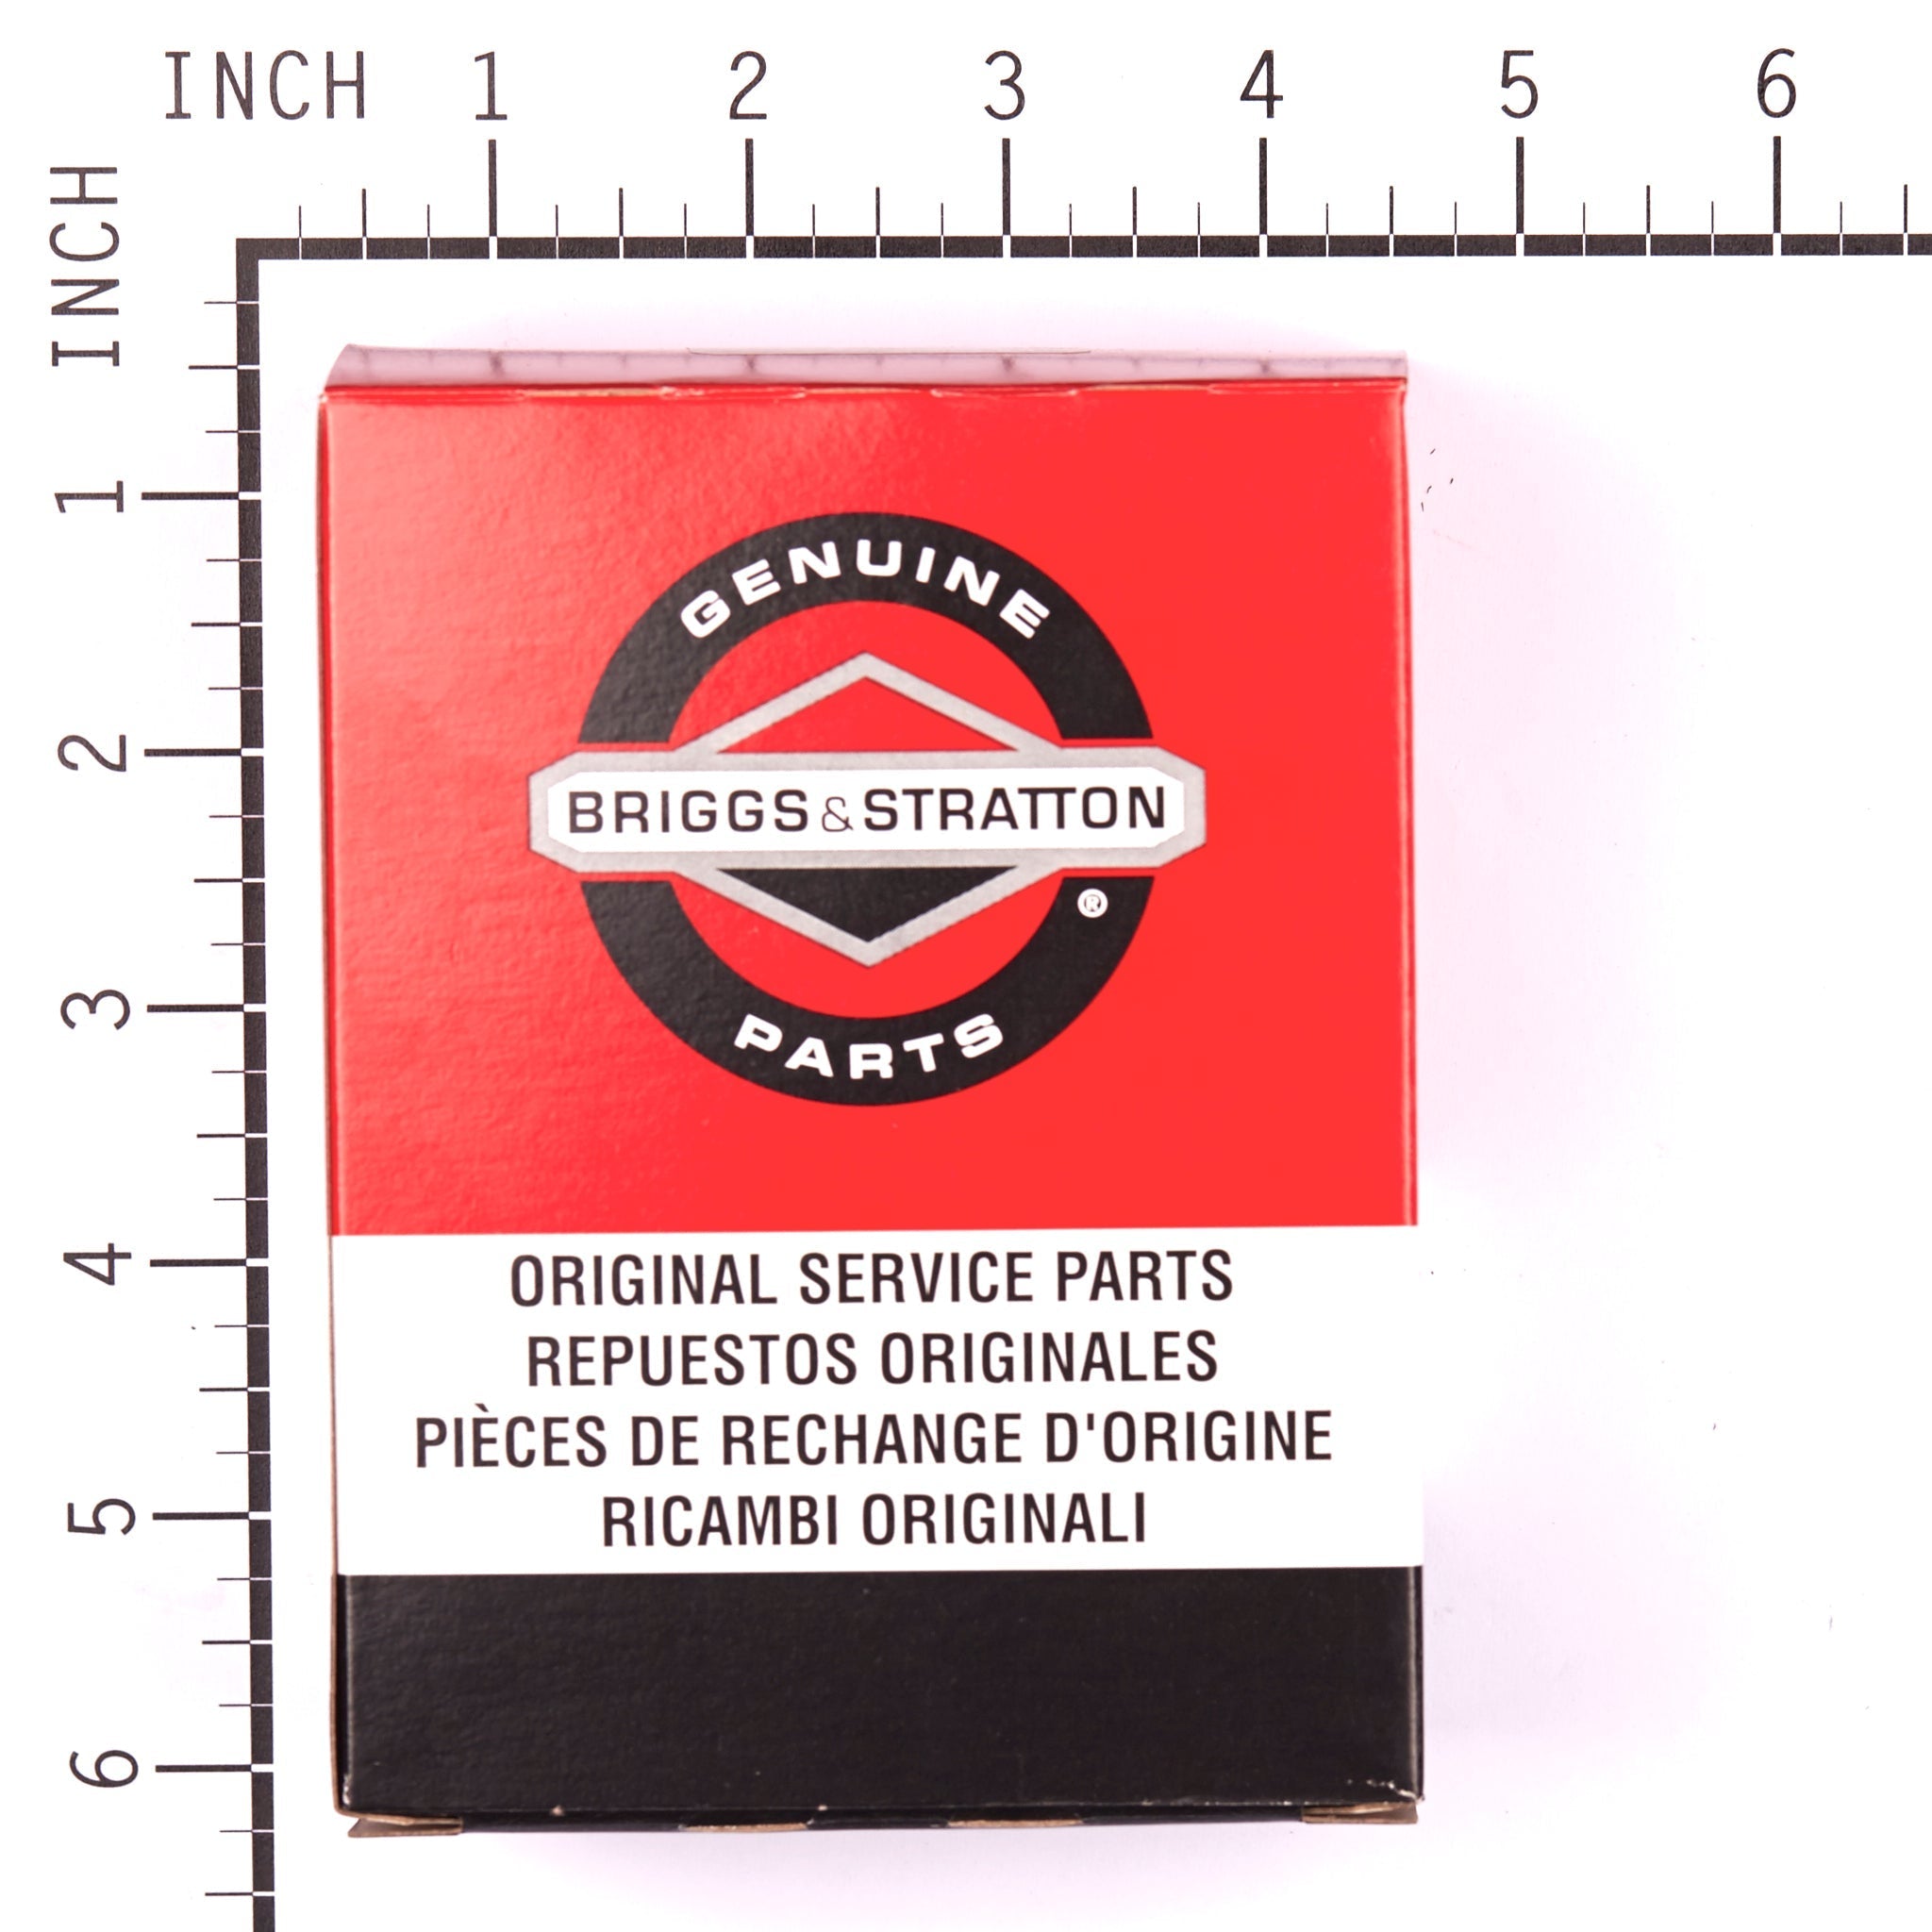 INCH 1 2 3 4 5 6
INCH 1 2 3 4 5 6
GENUINE
BRIGGS & STRATTON
®
PARTS
ORIGINAL SERVICE PARTS
REPUESTOS ORIGINALES
PIÈCES DE RECHANGE D'ORIGINE
RICAMBI ORIGINALI